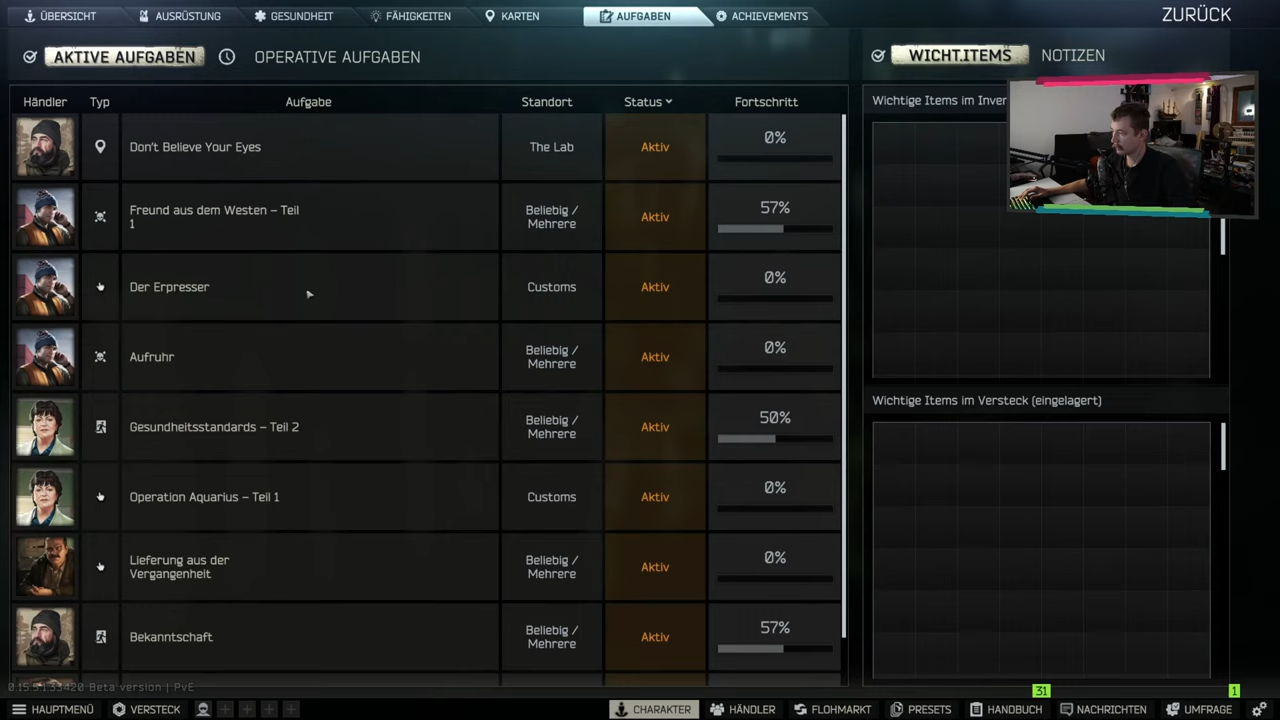 ÜBERSICHT
AUSRÜSTUNG
GESUNDHEIT
FÄHIGKEITEN
KARTEN
AUFGABEN
ACHIEVEMENTS
ZURÜCK
AKTIVE AUFGABEN
OPERATIVE AUFGABEN
WICHT.ITEMS
NOTIZEN
Händler
Typ
Aufgabe
Standort
Status
Fortschritt
Wichtige Items im Inver
Don't Believe Your Eyes
The Lab
Aktiv
0%
Freund aus dem Westen – Teil
1
Beliebig /
Mehrere
Aktiv
57%
Der Erpresser
Customs
Aktiv
0%
Aufruhr
Beliebig /
Mehrere
Aktiv
0%
Wichtige Items im Versteck (eingelagert)
Gesundheitsstandards – Teil 2
Beliebig /
Mehrere
Aktiv
50%
Operation Aquarius – Teil 1
Customs
Aktiv
0%
Lieferung aus der
Vergangenheit
Beliebig /
Mehrere
Aktiv
0%
Bekanntschaft
Beliebig /
Mehrere
Aktiv
57%
0.15.5.1.33420 Beta version | PvE
31
1
HAUPTMENÜ
VERSTECK
CHARAKTER
HÄNDLER
FLOHMARKT
PRESETS
HANDBUCH
NACHRICHTEN
UMFRAGE